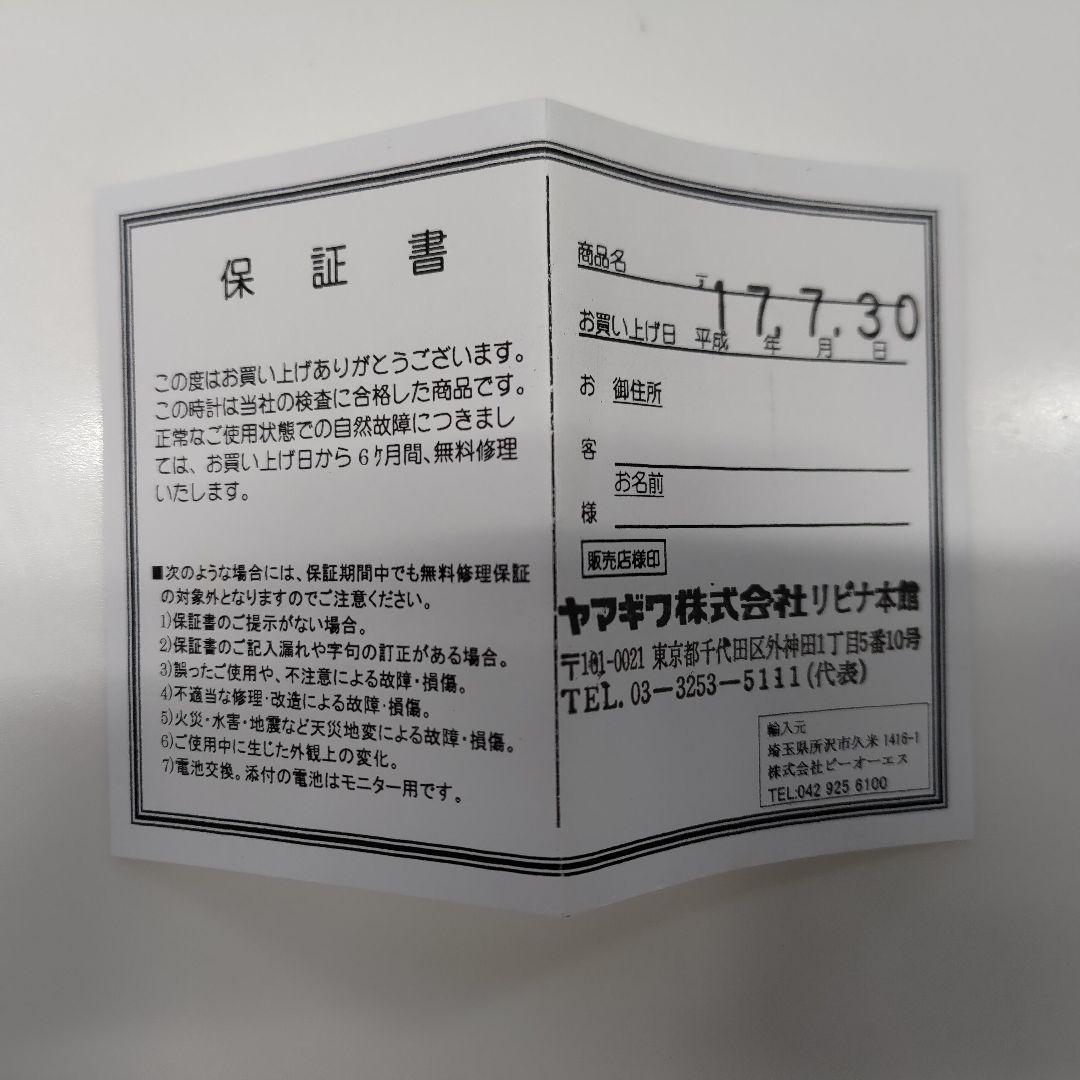 保証書
この度はお買い上げありがとうございます。
この時計は当社の検査に合格した商品です。
正常なご使用状態での自然故障につきまし
ては、お買い上げ日から6ヶ月間、無料修理
いたします。
■次のような場合には、保証期間中でも無料修理保証
の対象外となりますのでご注意ください。
1)保証書のご提示がない場合。
2)保証書のご記入漏れや字句の訂正がある場合。
3)誤ったご使用や、不注意による故障・損傷。
4)不適当な修理・改造による故障・損傷。
5)火災・水害・地震など天災地変による故障・損傷。
6)ご使用中に生じた外観上の変化。
7)電池交換。添付の電池はモニター用です。
商品名
17.7.30
お買い上げ日 平成 年 月 日
お 御住所
客
お名前
様
販売店様印
ヤマギワ株式会社リビナ本館
〒101-0021 東京都千代田区外神田1丁目5番10号
TEL.03-3253-5111(代表)
輸入元
埼玉県所沢市久米1416-1
株式会社ピーオーエス
TEL:042 925 6100